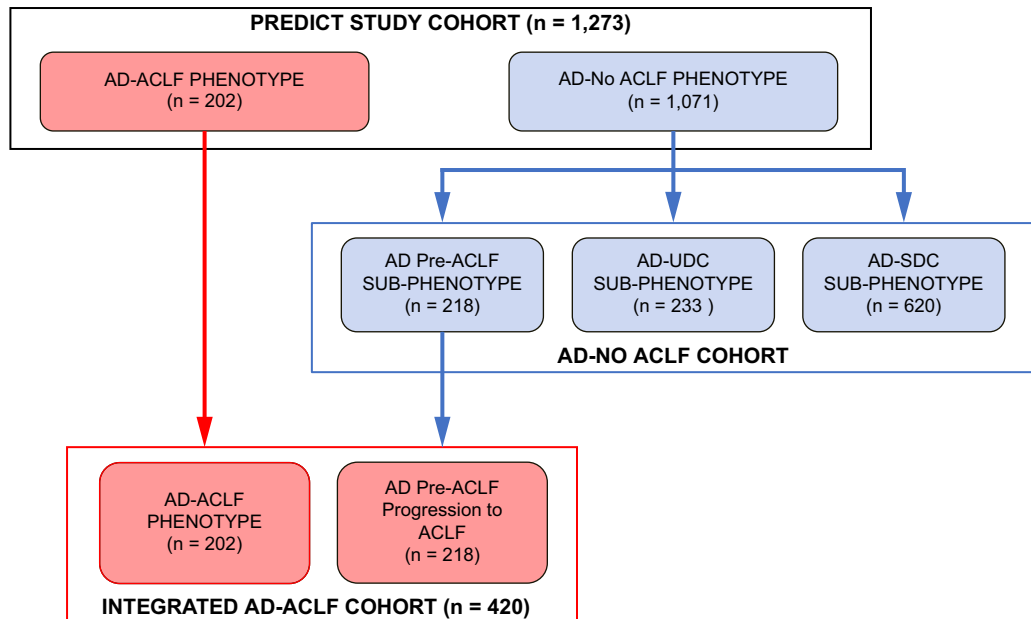 PREDICT STUDY COHORT (n = 1,273)
AD-ACLF PHENOTYPE
(n = 202)
AD-No ACLF PHENOTYPE
(n = 1,071)
AD Pre-ACLF
SUB-PHENOTYPE
(n = 218)
AD-UDC
SUB-PHENOTYPE
(n = 233 )
AD-SDC
SUB-PHENOTYPE
(n = 620)
AD-NO ACLF COHORT
AD-ACLF
PHENOTYPE
(n = 202)
AD Pre-ACLF
Progression to
ACLF
(n = 218)
INTEGRATED AD-ACLF COHORT (n = 420)